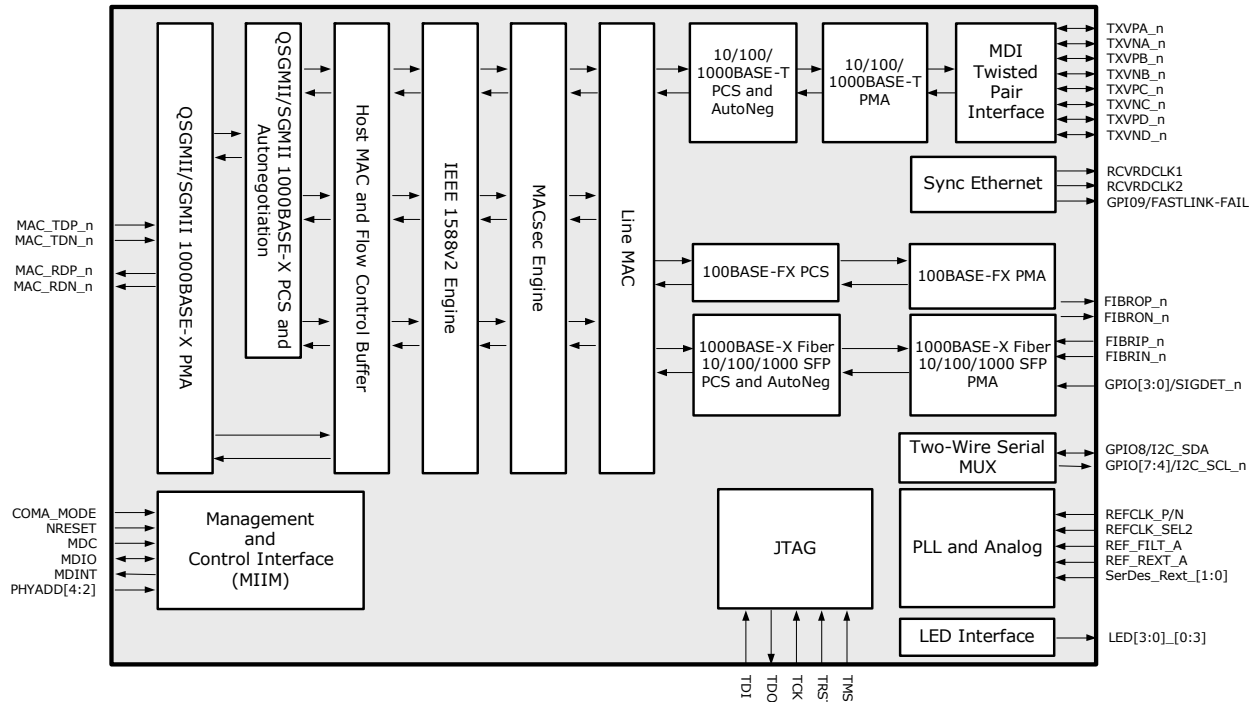 MAC_TDP_n
MAC_TDN_n
MAC_RDP_n
MAC_RDN_n
COMA_MODE
NRESET
MDC
MDIO
MDINT
PHYADD[4:2]
QSGMII/SGMII 1000BASE-X PMA
QSGMII/SGMII 1000BASE-X PCS and
Autonegotiation
Host MAC and Flow Control Buffer
IEEE 1588v2 Engine
MACsec Engine
Line MAC
10/100/
1000BASE-T
PCS and
AutoNeg
10/100/
1000BASE-T
PMA
MDI
Twisted
Pair
Interface
Sync Ethernet
100BASE-FX PCS
100BASE-FX PMA
1000BASE-X Fiber
10/100/1000 SFP
PCS and AutoNeg
1000BASE-X Fiber
10/100/1000 SFP
PMA
Two-Wire Serial
MUX
Management
and
Control Interface
(MIIM)
JTAG
PLL and Analog
LED Interface
TXVPA_n
TXVNA_n
TXVPB_n
TXVNB_n
TXVPC_n
TXVNC_n
TXVPD_n
TXVND_n
RCVRDCLK1
RCVRDCLK2
GPI09/FASTLINK-FAIL
FIBROP_n
FIBRON_n
FIBRIP_n
FIBRIN_n
GPIO[3:0]/SIGDET_n
GPIO8/I2C_SDA
GPIO[7:4]/I2C_SCL_n
REFCLK_P/N
REFCLK_SEL2
REF_FILT_A
REF_REXT_A
SerDes_Rext_[1:0]
LED[3:0]_[0:3]
TDI
TDO
TCK
TRST
TMS